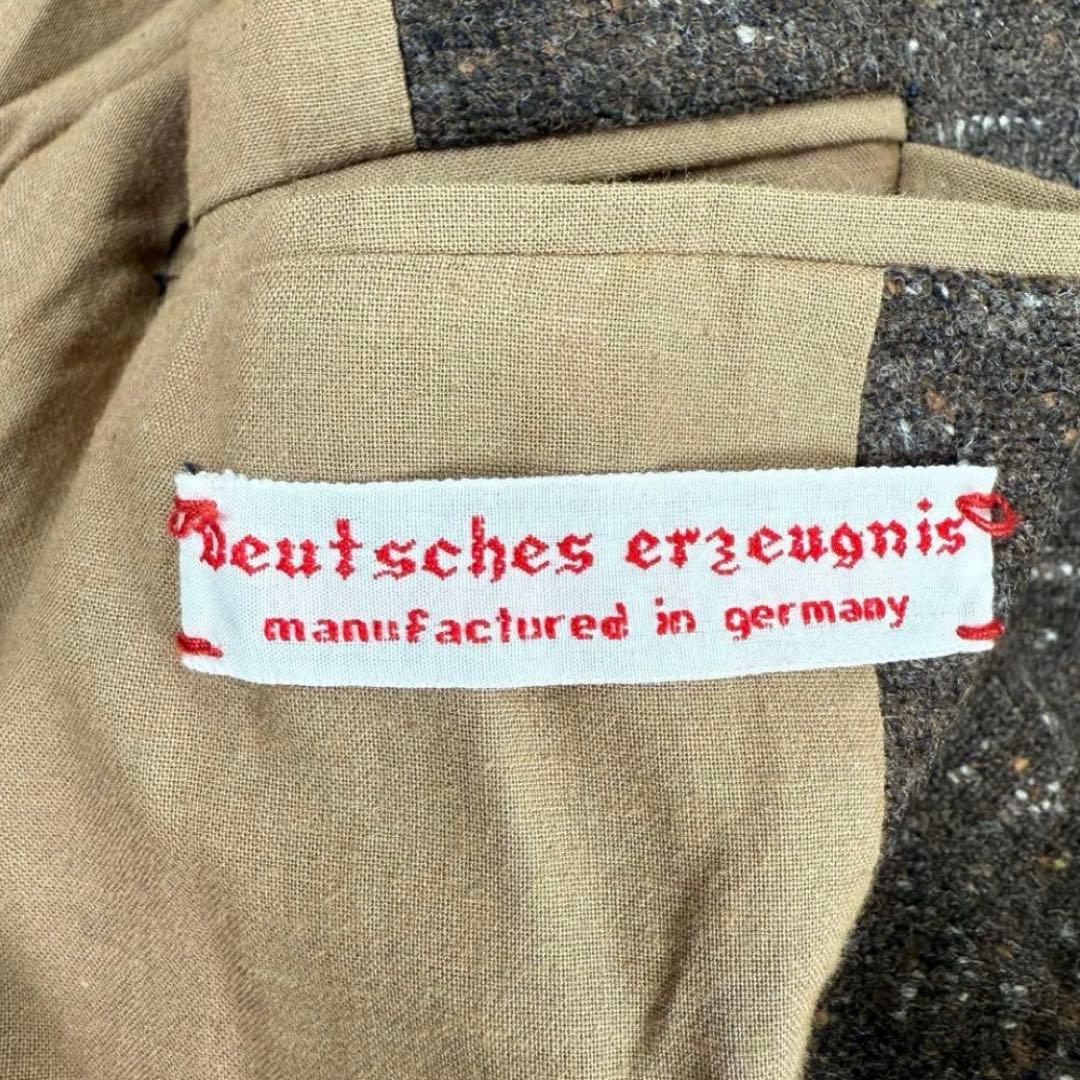 Deutsches erzeugnis
manufactured in germany